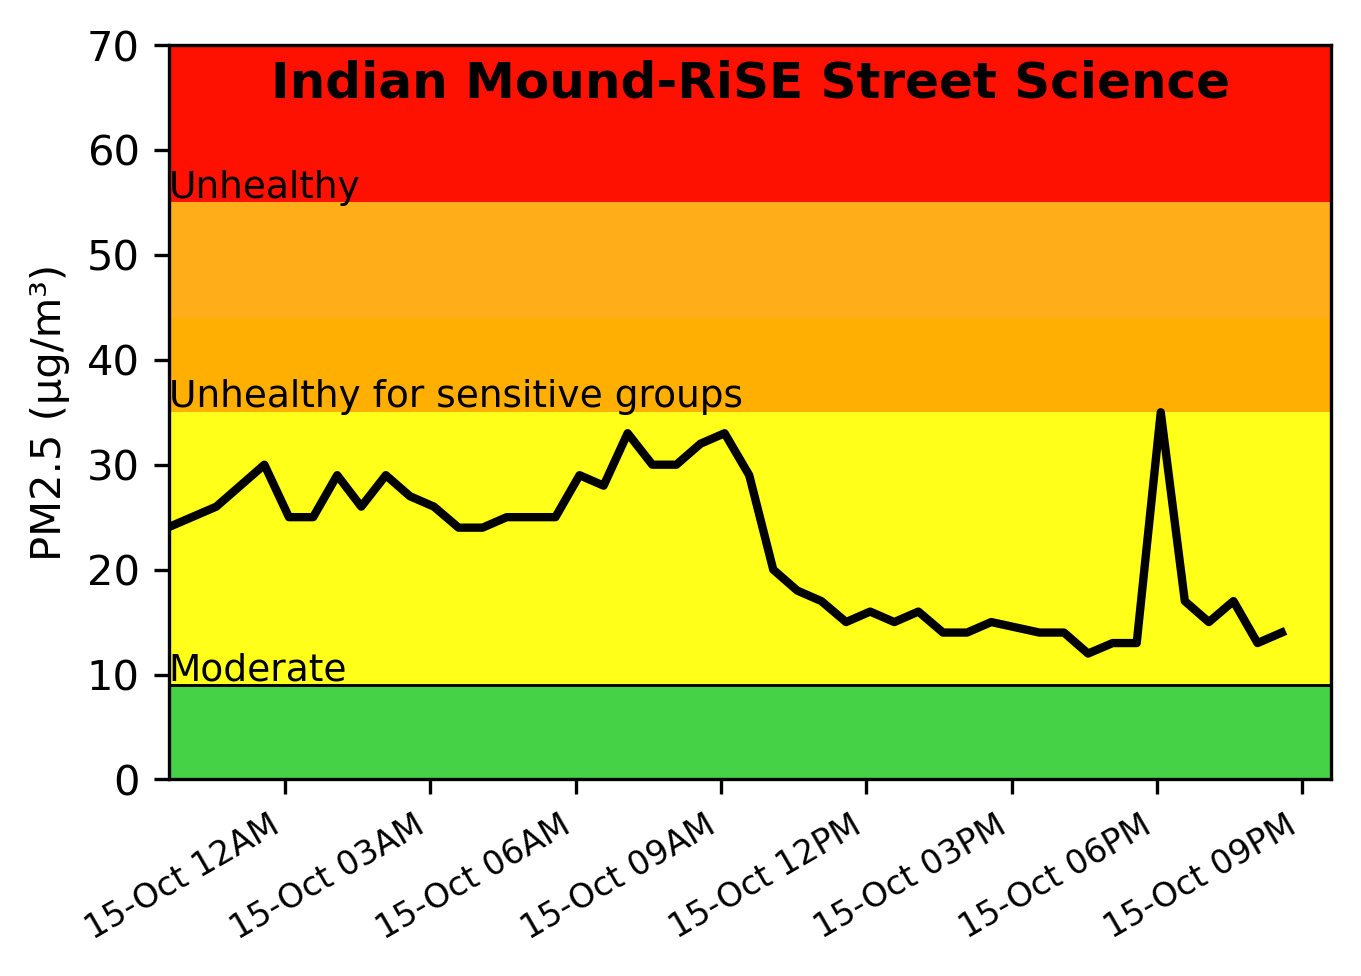 Indian Mound-RiSE Street Science
70
60
50
40
30
20
10
0
PM2.5 (µg/m³)
Unhealthy
Unhealthy for sensitive groups
Moderate
15-Oct 12AM
15-Oct 03AM
15-Oct 06AM
15-Oct 09AM
15-Oct 12PM
15-Oct 03PM
15-Oct 06PM
15-Oct 09PM